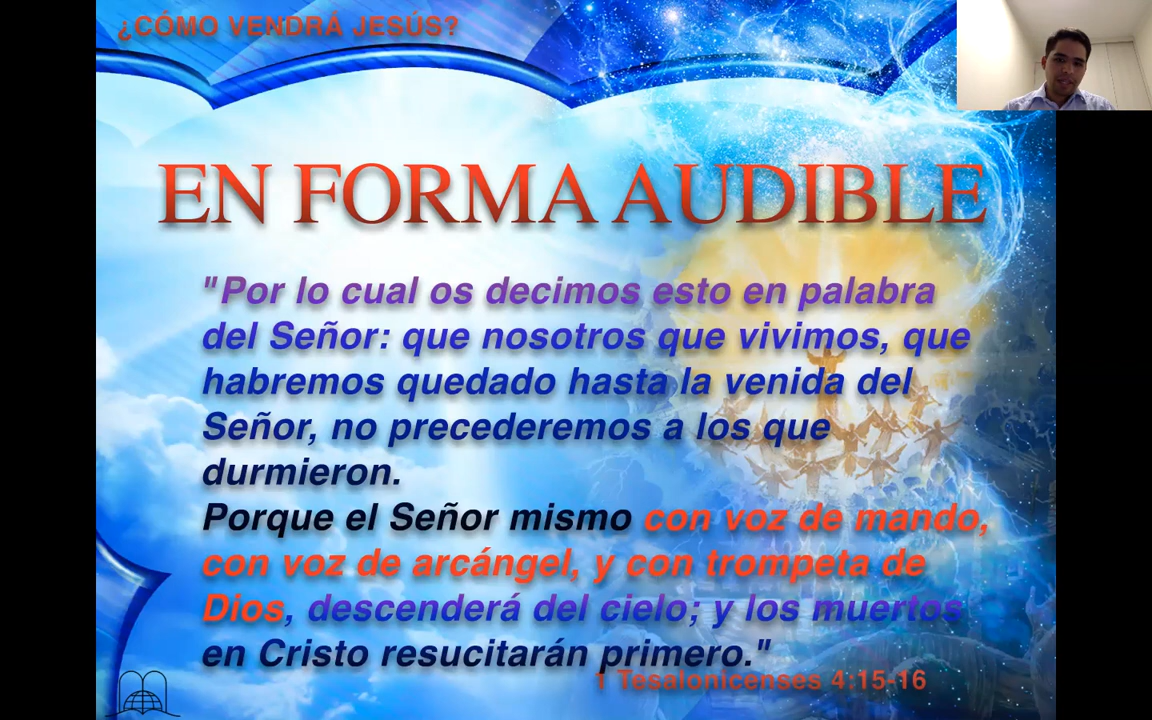 ¿CÓMO VENDRÁ JESÚS?
EN FORMA AUDIBLE
"Por lo cual os decimos esto en palabra
del Señor: que nosotros que vivimos, que
habremos quedado hasta la venida del
Señor, no precederemos a los que
durmieron.
Porque el Señor mismo con voz de mando,
con voz de arcángel, y con trompeta de
Dios, descenderá del cielo; y los muertos
en Cristo resucitarán primero."
1 Tesalonicenses 4:15-16